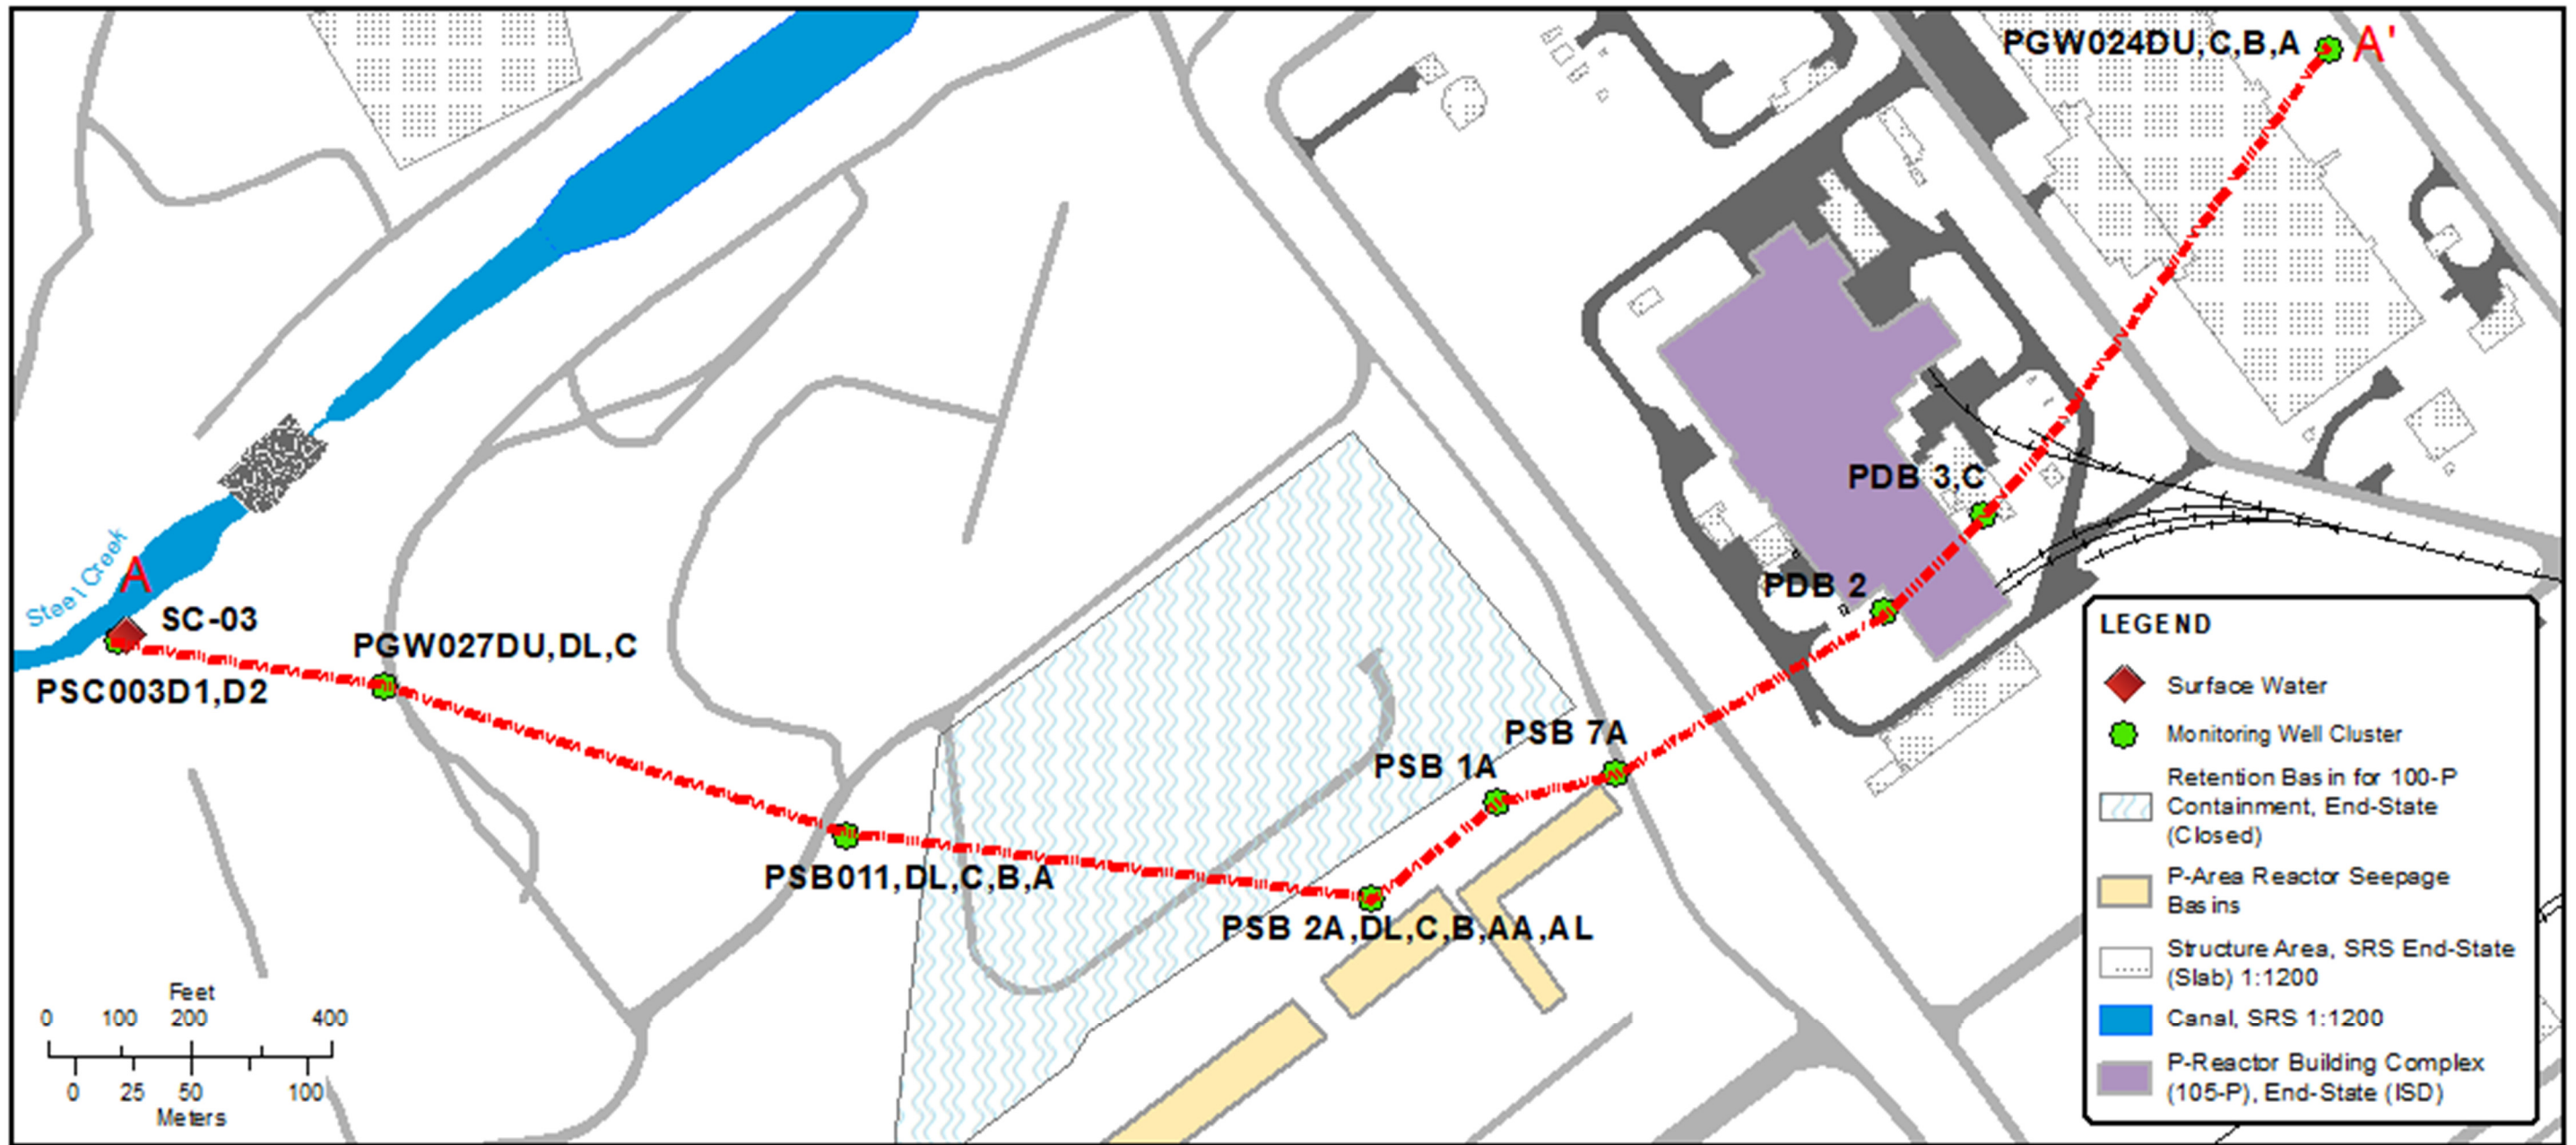 PGW024DU,C,B,A
A'
PDB 3,C
PDB 2
Steel Creek
A
SC-03
PGW027DU,DL,C
PSC003D1,D2
PSB 7A
PSB 1A
PSB011,DL,C,B,A
PSB 2A,DL,C,B,AA,AL
Feet
0 100 200 400
0 25 50 100
Meters
LEGEND
Surface Water
Monitoring Well Cluster
Retention Basin for 100-P
Containment, End-State
(Closed)
P-Area Reactor Seepage
Basins
Structure Area, SRS End-State
(Slab) 1:1200
Canal, SRS 1:1200
P-Reactor Building Complex
(105-P), End-State (ISD)